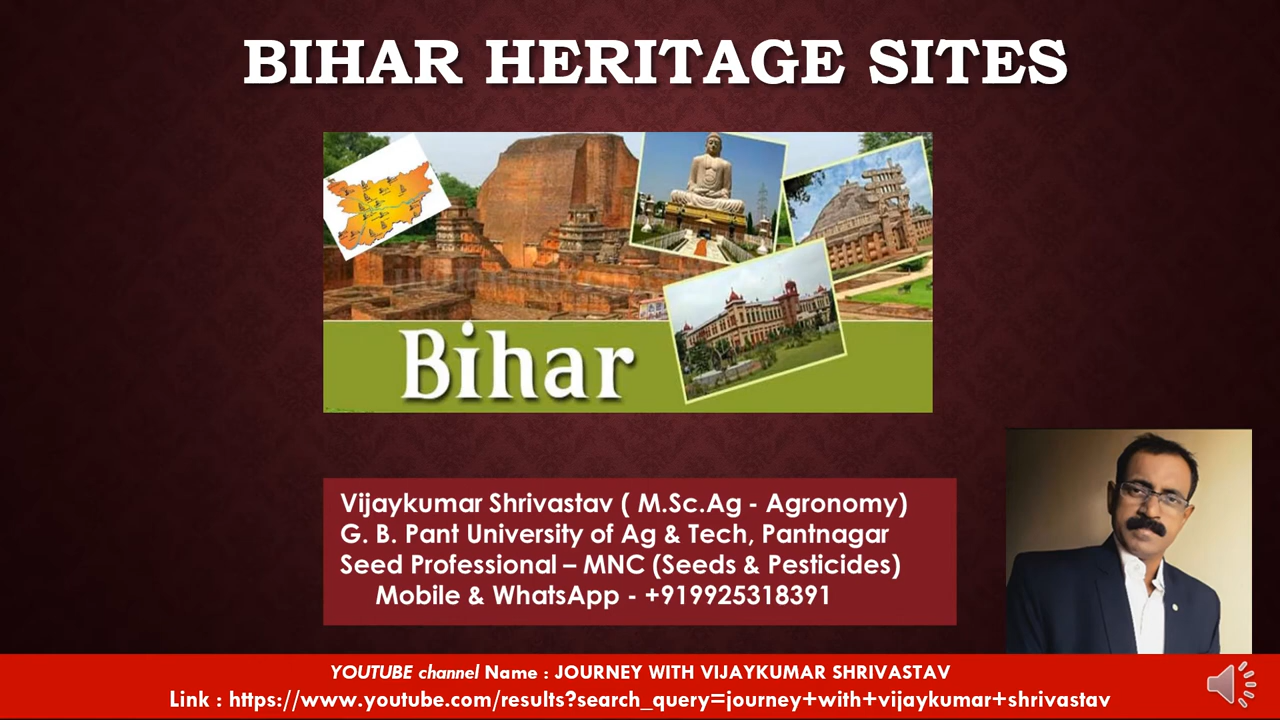 BIHAR HERITAGE SITES
Bihar
Vijaykumar Shrivastav ( M.Sc.Ag - Agronomy)
G. B. Pant University of Ag & Tech, Pantnagar
Seed Professional – MNC (Seeds & Pesticides)
Mobile & WhatsApp - +919925318391
YOUTUBE channel Name : JOURNEY WITH VIJAYKUMAR SHRIVASTAV
Link : https://www.youtube.com/results?search_query=journey+with+vijaykumar+shrivastav